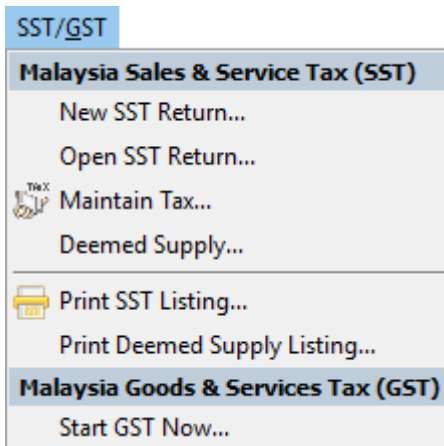 SST/GST
Malaysia Sales & Service Tax (SST)
New SST Return...
Open SST Return...
TAX
Maintain Tax...
Deemed Supply...
Print SST Listing...
Print Deemed Supply Listing...
Malaysia Goods & Services Tax (GST)
Start GST Now...